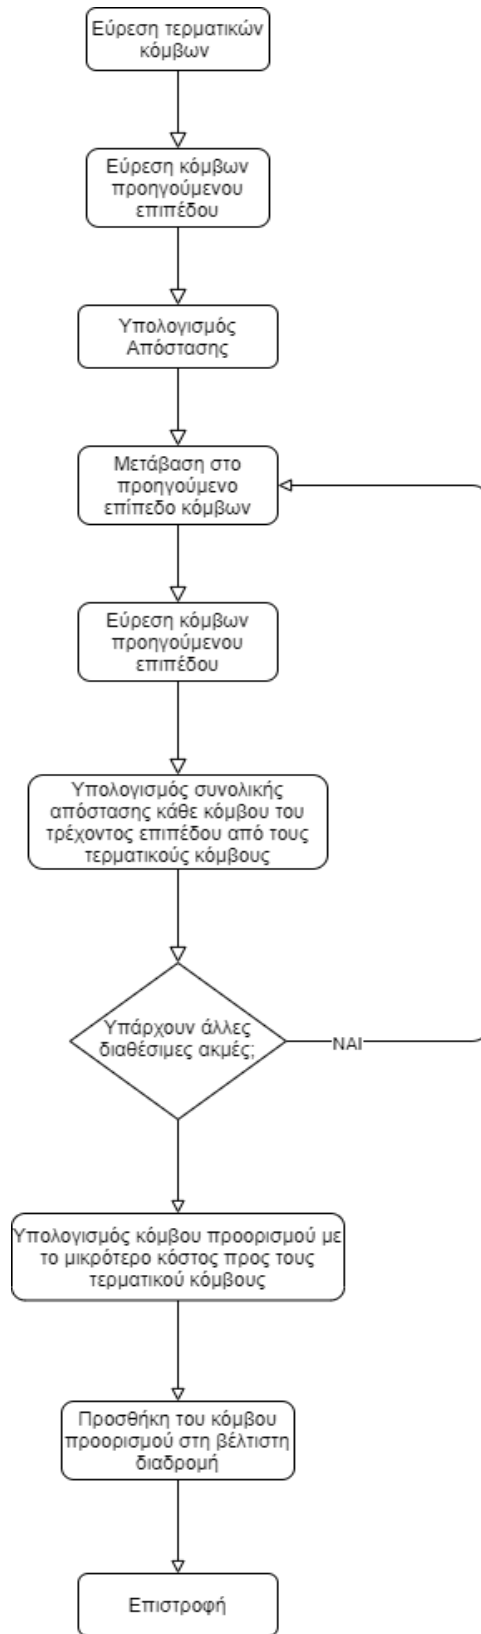 Εύρεση τερματικών
κόμβων
Εύρεση κόμβων
προηγούμενου
επιπέδου
Υπολογισμός
Απόστασης
Μετάβαση στο
προηγούμενο
επίπεδο κόμβων
Εύρεση κόμβων
προηγούμενου
επιπέδου
Υπολογισμός συνολικής
απόστασης κάθε κόμβου του
τρέχοντος επιπέδου από τους
τερματικούς κόμβους
Υπάρχουν άλλες
διαθέσιμες ακμές;
ΝΑΙ
Υπολογισμός κόμβου προορισμού με
το μικρότερο κόστος προς τους
τερματικού κόμβους
Προσθήκη του κόμβου
προορισμού στη βέλτιστη
διαδρομή
Επιστροφή